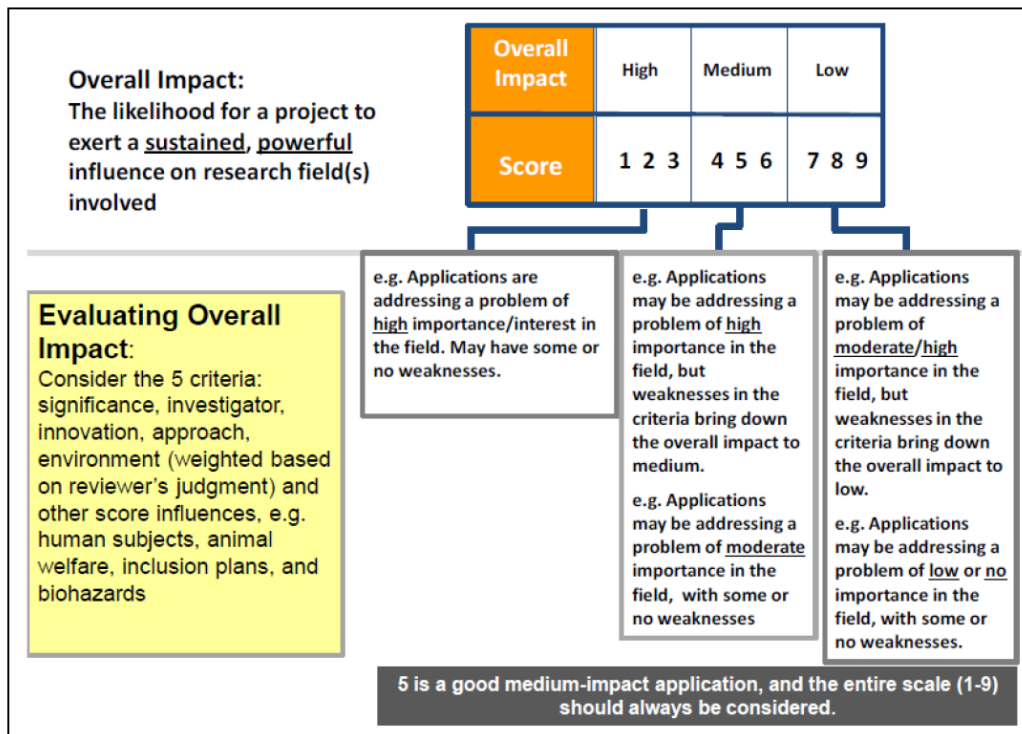 Overall Impact:
The likelihood for a project to
exert a sustained, powerful
influence on research field(s)
involved
Overall
Impact
High
Medium
Low
Score
1 2 3
4 5 6
7 8 9
Evaluating Overall
Impact:
Consider the 5 criteria:
significance, investigator,
innovation, approach,
environment (weighted based
on reviewer's judgment) and
other score influences, e.g.
human subjects, animal
welfare, inclusion plans, and
biohazards
e.g. Applications are
addressing a problem of
high importance/interest in
the field. May have some or
no weaknesses.
e.g. Applications
may be addressing a
problem of high
importance in the
field, but
weaknesses in the
criteria bring down
the overall impact to
medium.
e.g. Applications
may be addressing a
problem of moderate
importance in the
field, with some or
no weaknesses
e.g. Applications
may be addressing a
problem of
moderate/high
importance in the
field, but
weaknesses in the
criteria bring down
the overall impact to
low.
e.g. Applications
may be addressing a
problem of low or no
importance in the
field, with some or
no weaknesses.
5 is a good medium-impact application, and the entire scale (1-9)
should always be considered.